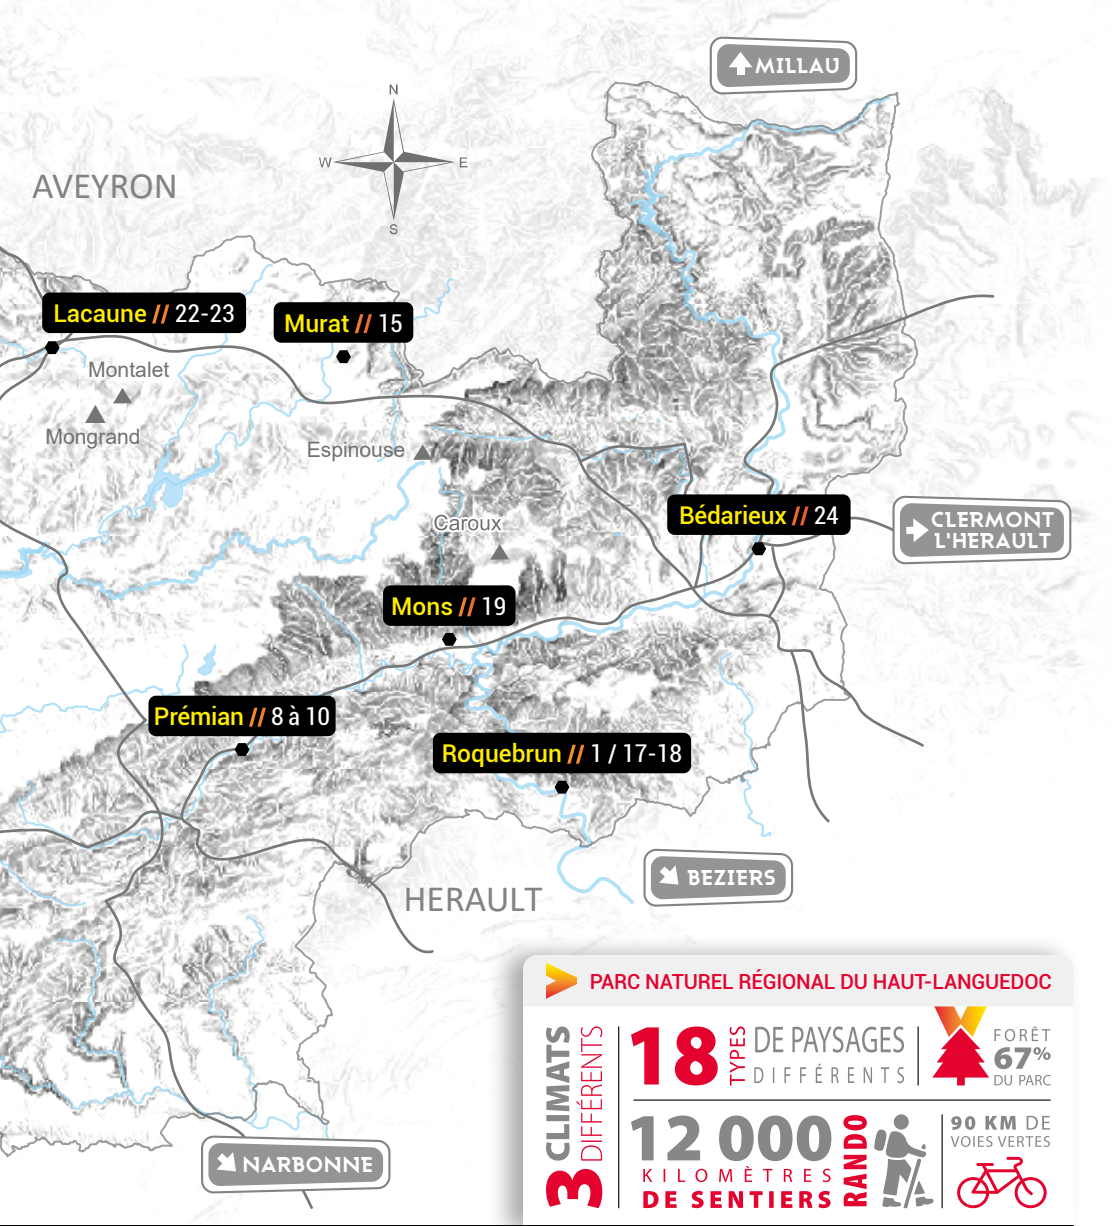 MILLAU
N
W
E
S
AVEYRON
Lacaune // 22-23
Murat // 15
Montalet
Mongrand
Espinouse
Bédarieux // 24
CLERMONT
L'HERAULT
Caroux
Mons // 19
Prémian // 8 à 10
Roquebrun // 1 / 17-18
BEZIERS
HERAULT
NARBONNE
PARC NATUREL RÉGIONAL DU HAUT-LANGUEDOC
3 CLIMATS
DIFFÉRENTS
18 TYPES DE PAYSAGES
DIFFÉRENTS
FORÊT
67%
DU PARC
12 000
KILOMÈTRES
DE SENTIERS
RANDO
90 KM DE
VOIES VERTES